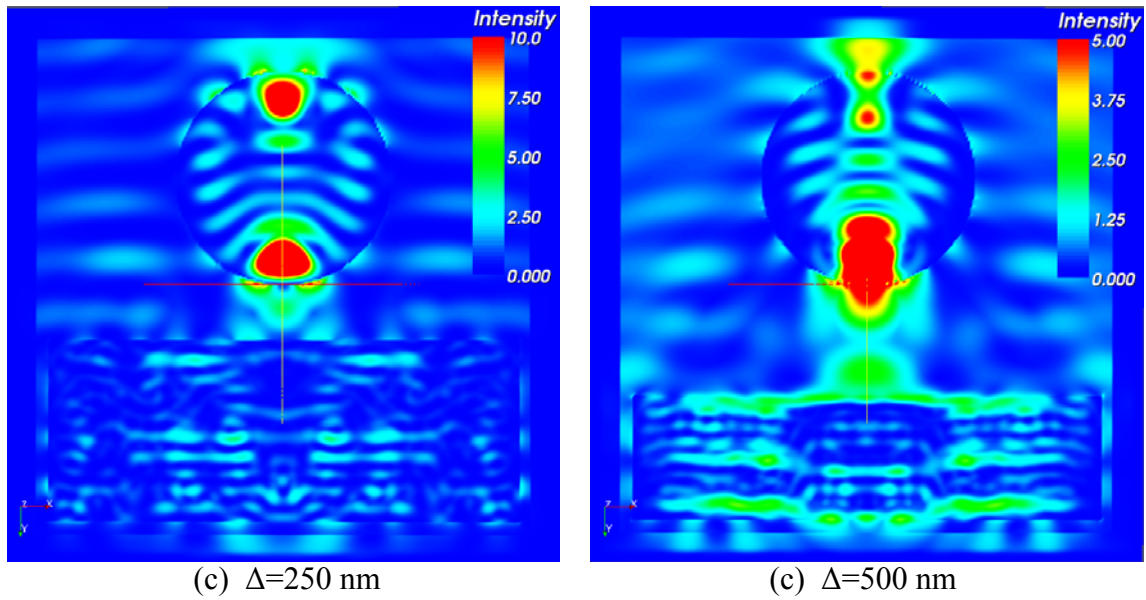 Intensity
10.0
7.50
5.00
2.50
0.000
Z X
Y
Intensity
5.00
3.75
2.50
1.25
0.000
Z X
Y
(c) Δ=250 nm
(c) Δ=500 nm